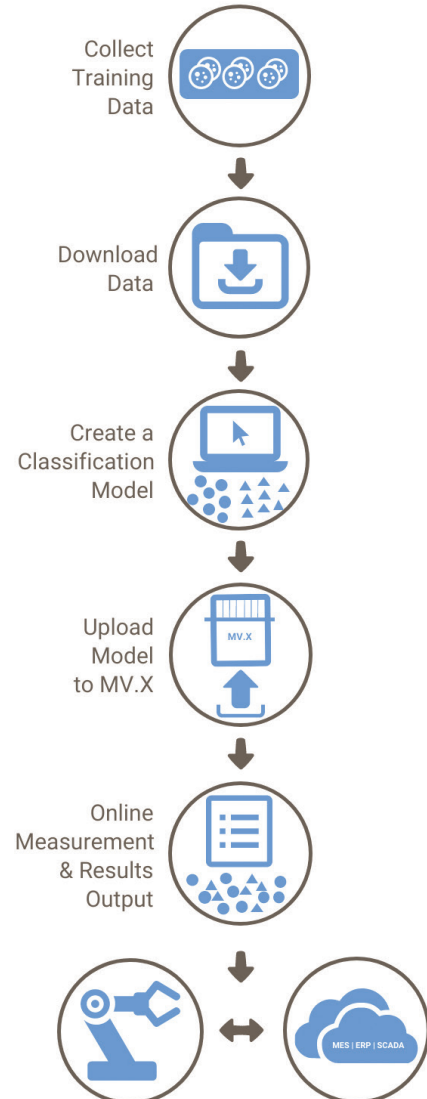 Collect
Training
Data
Download
Data
Create a
Classification
Model
Upload
Model
to MV.X
MV.X
Online
Measurement
& Results
Output
MES | ERP | SCADA